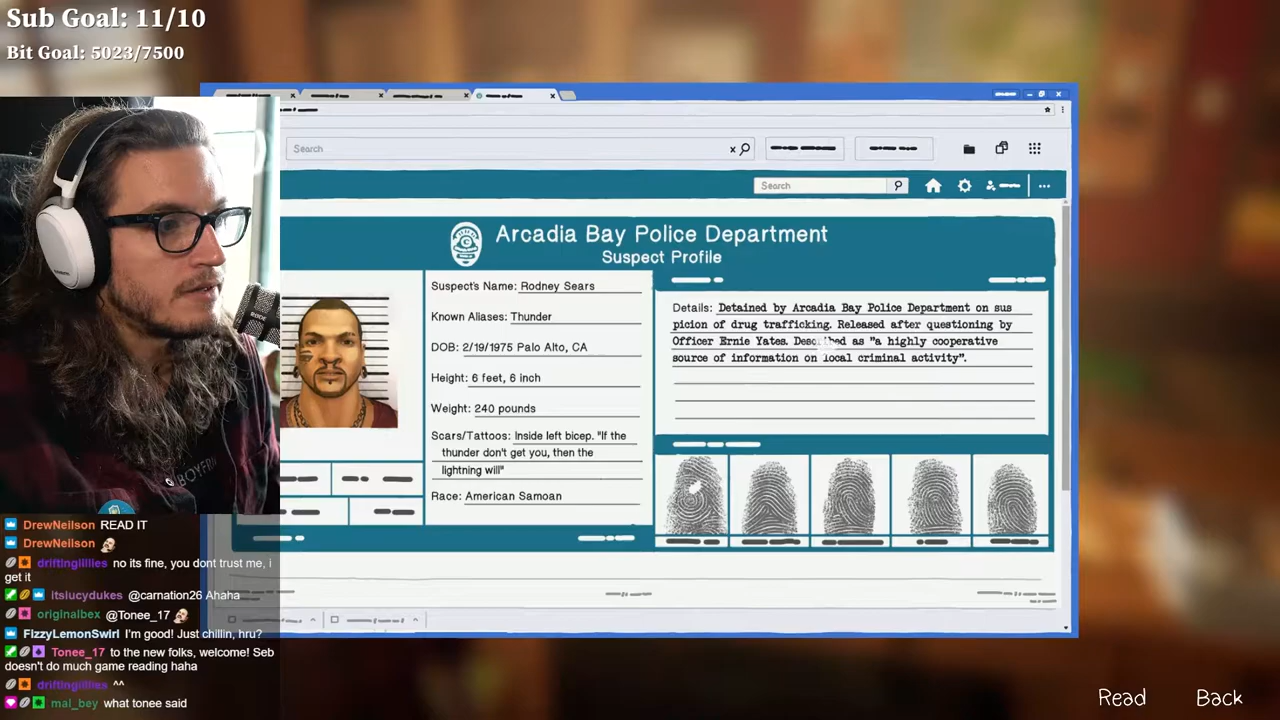 Sub Goal: 11/10
Bit Goal: 5023/7500
Search
Search
Arcadia Bay Police Department
Suspect Profile
Suspect's Name: Rodney Sears
Known Aliases: Thunder
DOB: 2/19/1975 Palo Alto, CA
Height: 6 feet, 6 inch
Weight: 240 pounds
Scars/Tattoos: Inside left bicep. "If the
thunder don't get you, then the
lightning will"
Race: American Samoan
Details: Detained by Arcadia Bay Police Department on sus
picion of drug trafficking. Released after questioning by
Officer Ernie Yates. Described as "a highly cooperative
source of information on local criminal activity".
DrewNeilson READ IT
DrewNeilson
driftinglillies no its fine, you dont trust me, i
get it
itslucydukes @carnation26 Ahaha
originalbex @Tonee_17
FizzyLemonSwirl I'm good! Just chillin, hru?
Tonee_17 to the new folks, welcome! Seb
doesn't do much game reading haha
driftinglillies ^^
mal_bey what tonee said
Read
Back